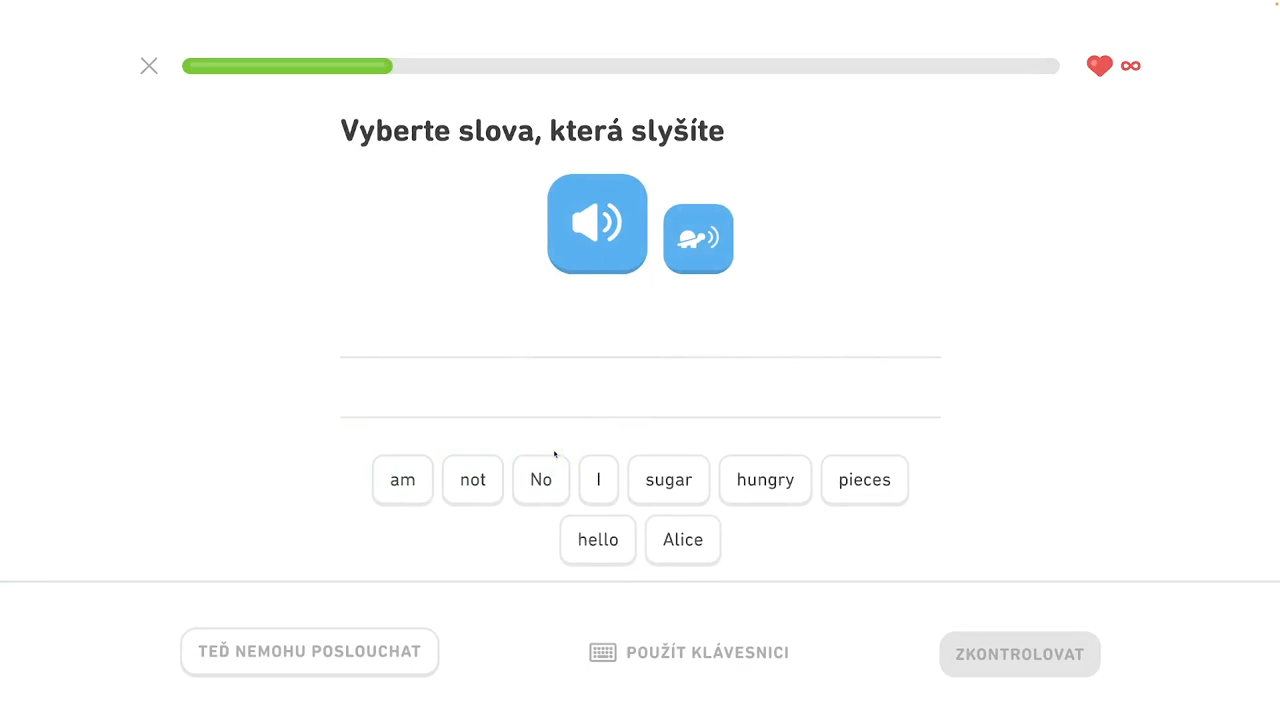 ∞
Vyberte slova, která slyšíte
am not No I sugar hungry pieces
hello Alice
TEĎ NEMOHU POSLOUCHAT POUŽÍT KLÁVESNICI ZKONTROLOVAT